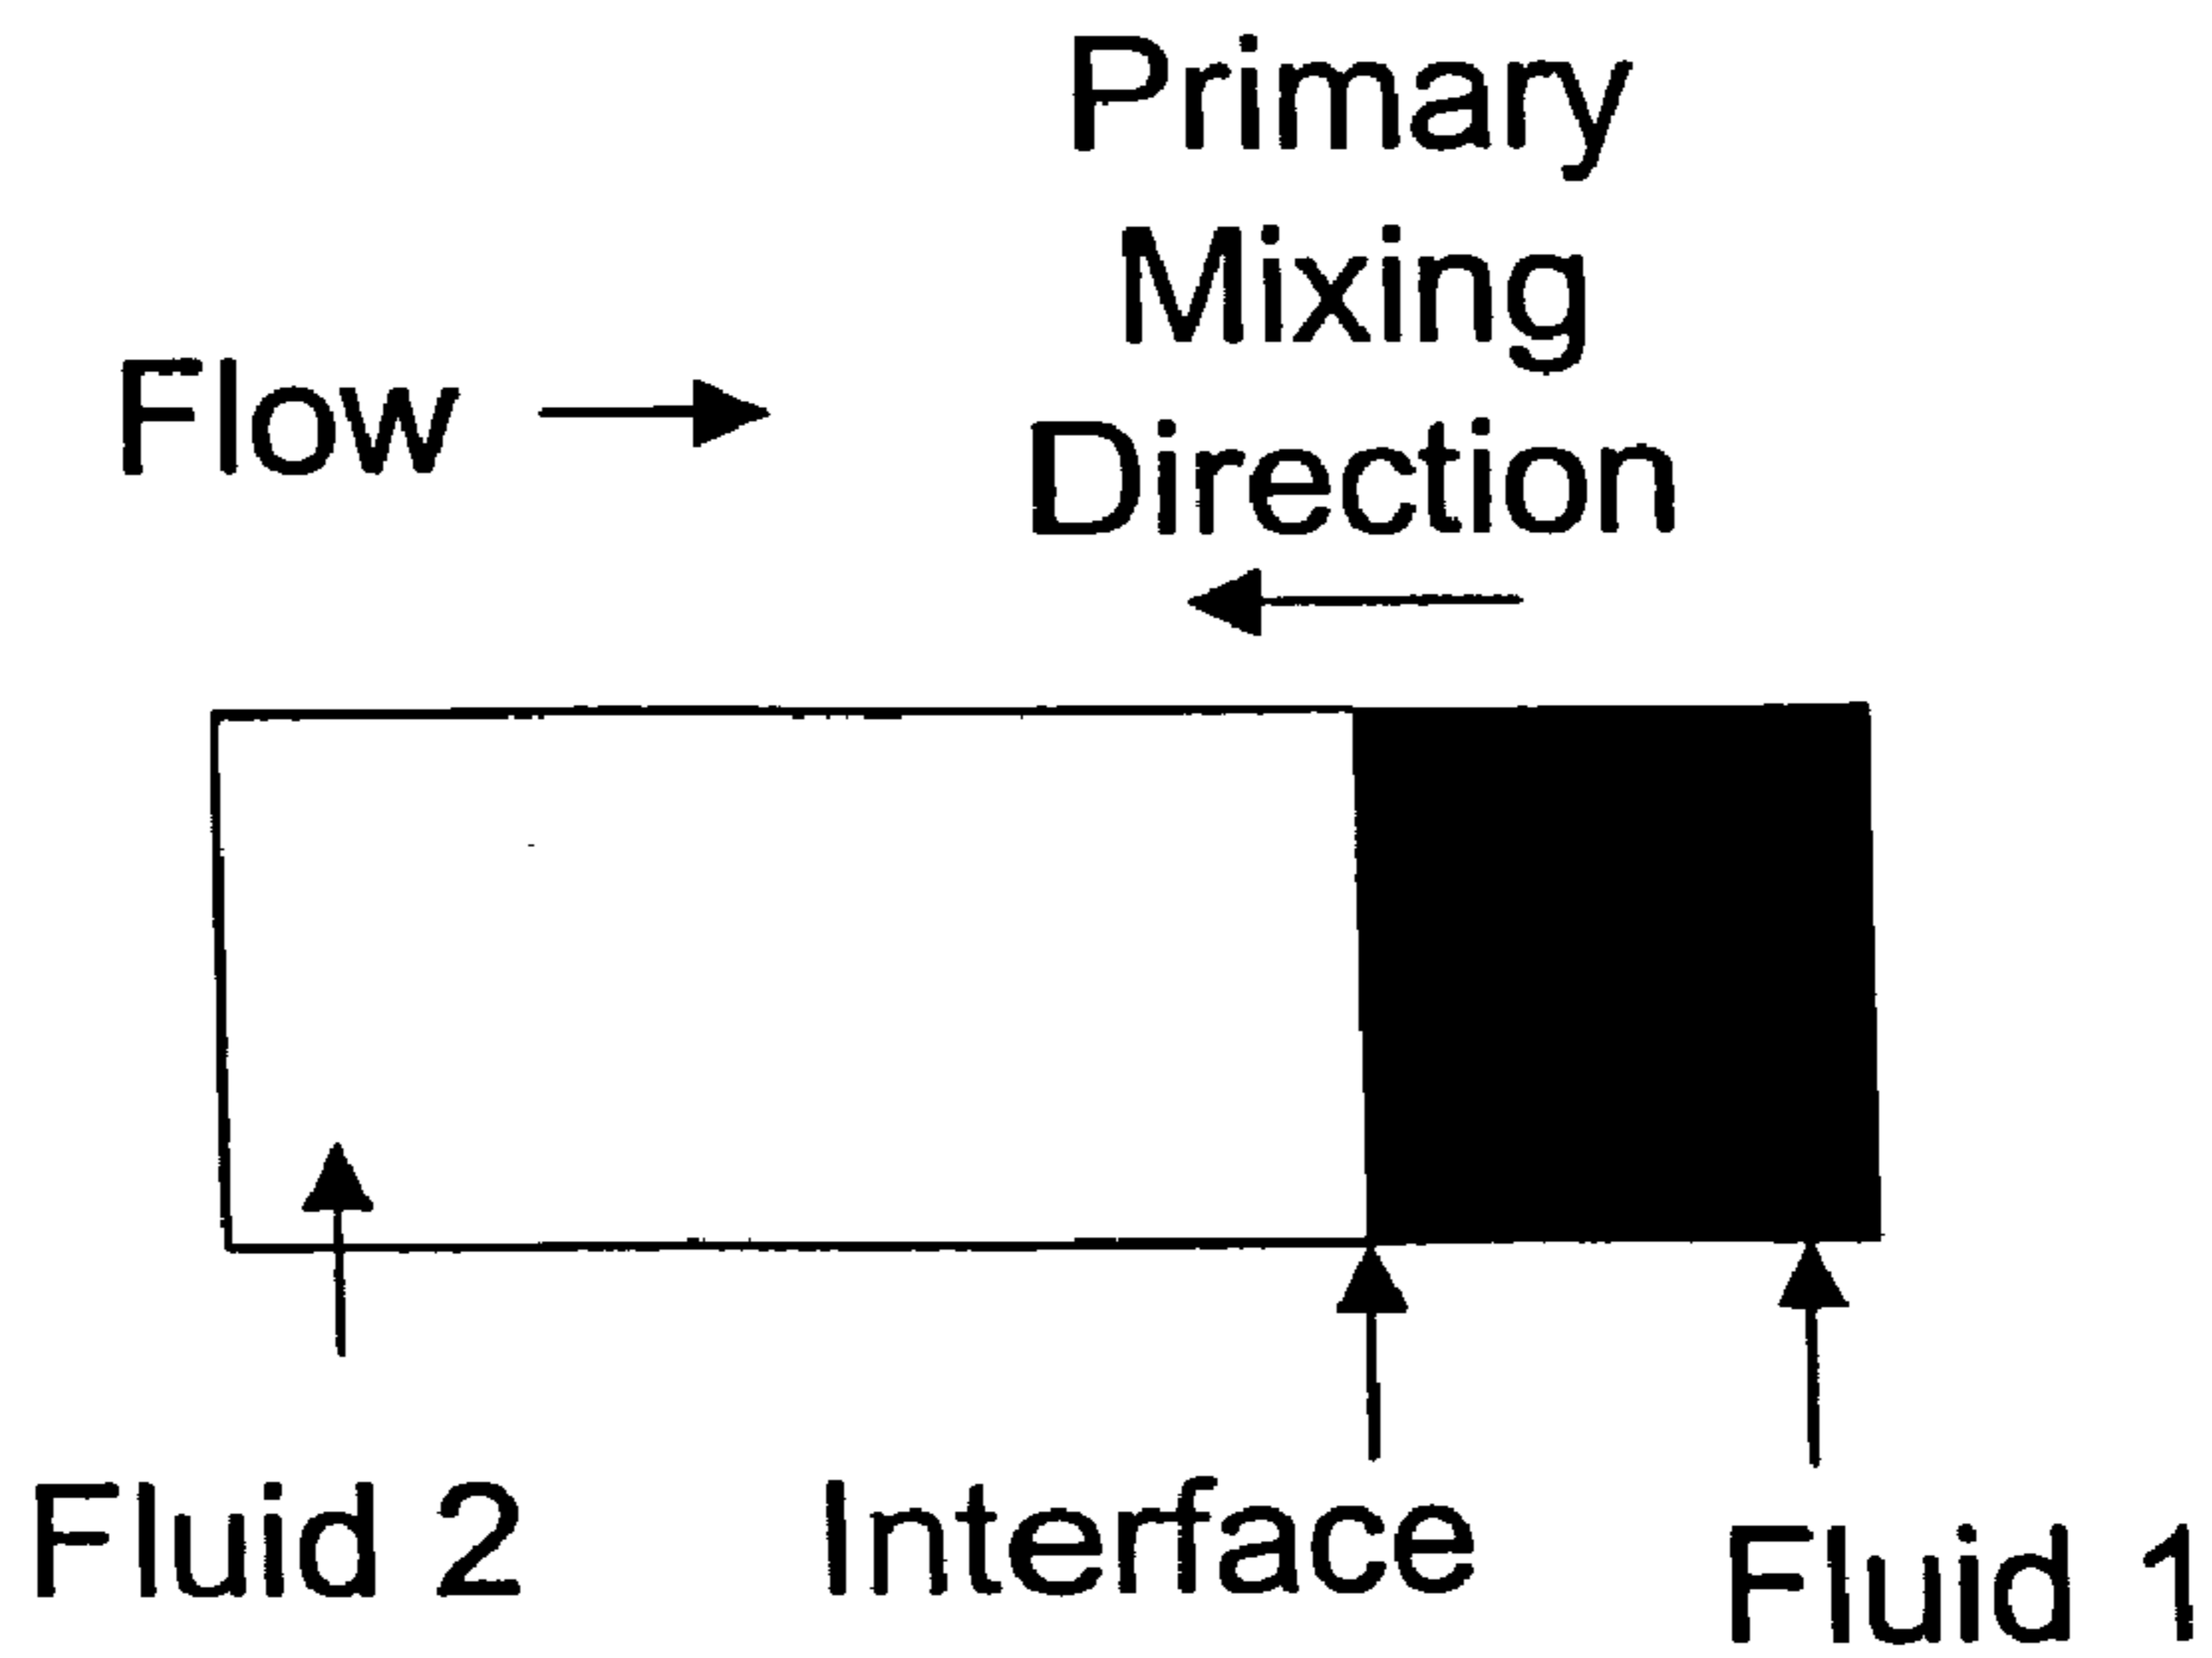 Primary
Mixing
Flow
Direction
Fluid 2
Interface
Fluid 1